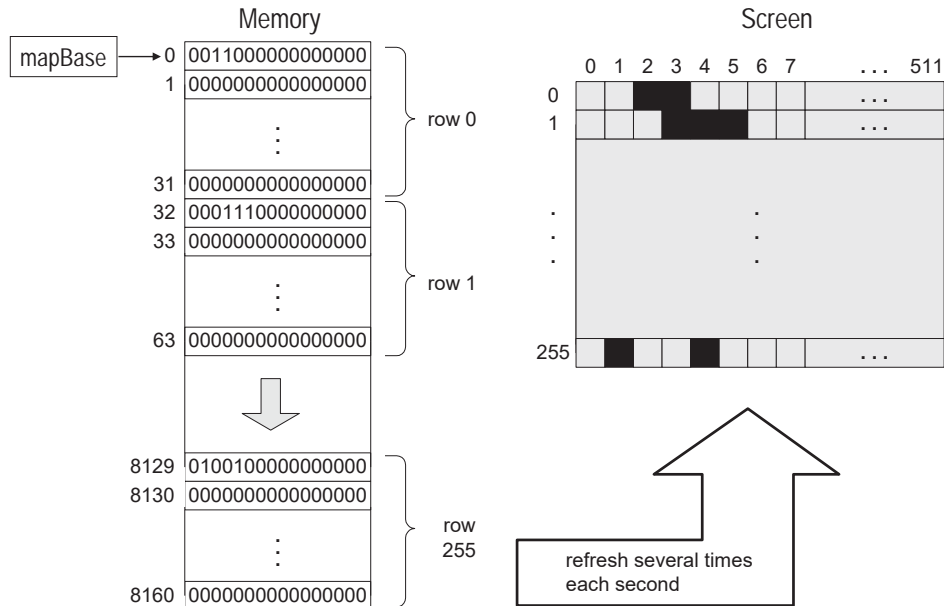 Memory
mapBase
0 0011000000000000
1 0000000000000000
row 0
31 0000000000000000
32 0001110000000000
33 0000000000000000
row 1
63 0000000000000000
8129 0100100000000000
8130 0000000000000000
row
255
8160 0000000000000000
Screen
0 1 2 3 4 5 6 7 ... 511
0 ...
1 ...
255 ...
refresh several times
each second